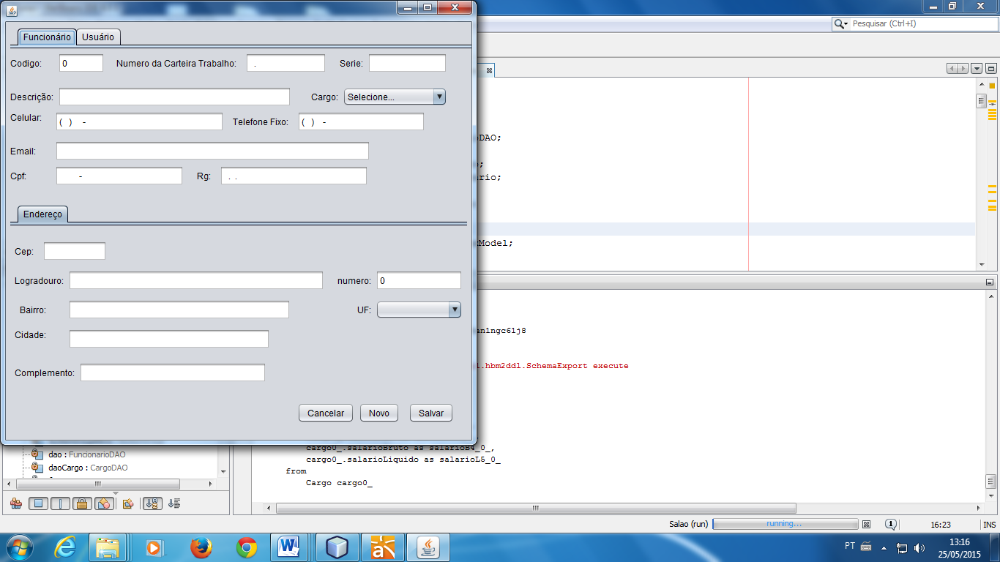 Funcionário Usuário
Codigo: 0 Numero da Carteira Trabalho: . Serie:
Descrição: Cargo: Selecione...
Celular: ( ) - Telefone Fixo: ( ) -
Email:
Cpf: - Rg: . .
Endereço
Cep:
Logradouro: numero: 0
Bairro: UF:
Cidade:
Complemento:
Cancelar Novo Salvar
Pesquisar (Ctrl+I)
DAO;
;
rio;
Model;
an1ngc61j8
.hbm2ddl.SchemaExport execute
cargo0_.salarioBruto as salarioB4_0_,
cargo0_.salarioLiquido as salarioL5_0_
from
Cargo cargo0_
dao : FuncionarioDAO
daoCargo : CargoDAO
Salao (run) running... 1 16:23 INS
PT 13:16
25/05/2015